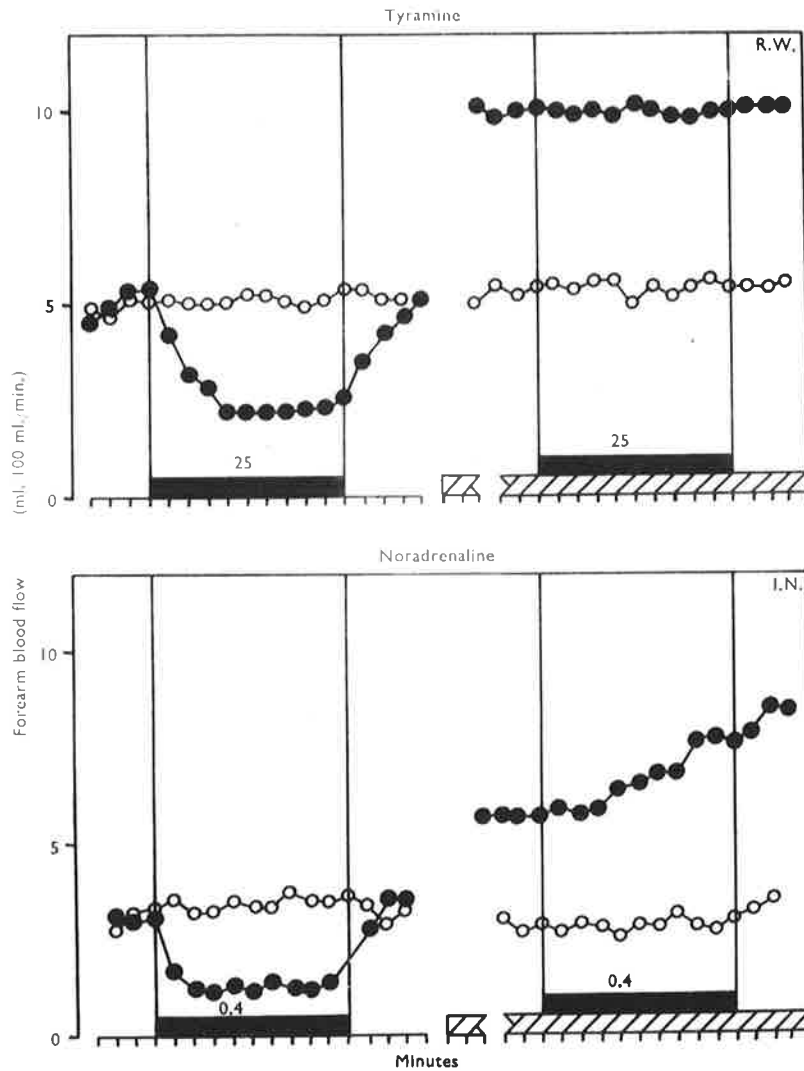 Tyramine
R.W.
10
5
0
25
25
(ml. 100 ml./min.)
Noradrenaline
I.N.
Forearm blood flow
10
5
0
0.4
0.4
Minutes